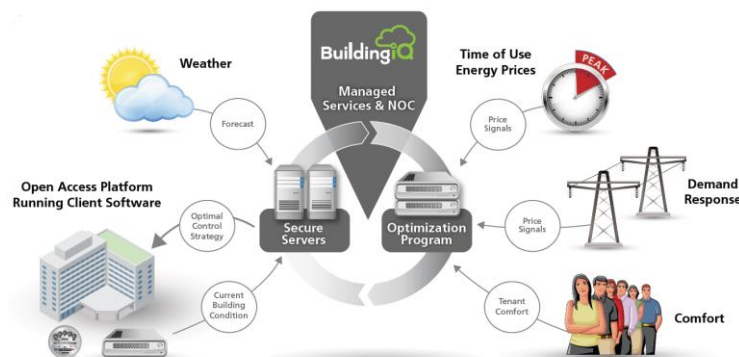 Weather
Forecast
BuildingIQ
Managed
Services & NOC
Time of Use
Energy Prices
PEAK
Price
Signals
Open Access Platform
Running Client Software
Optimal
Control
Strategy
Secure
Servers
Optimization
Program
Price
Signals
Demand
Response
Current
Building
Condition
Tenant
Comfort
Comfort